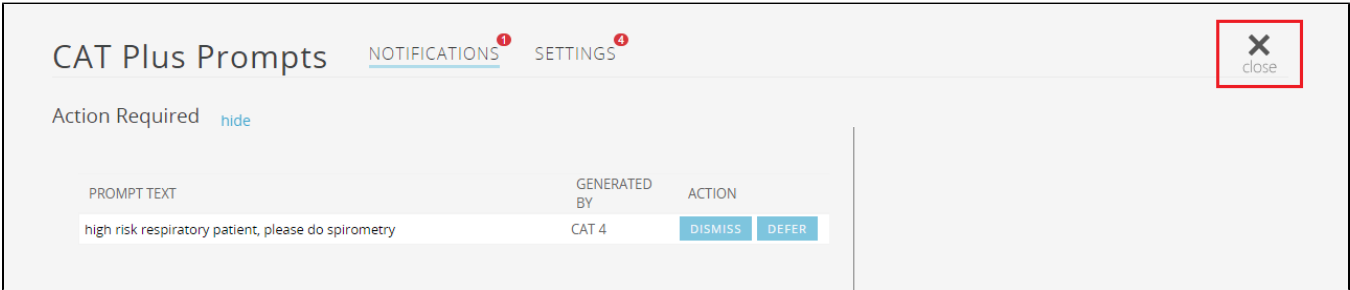 CAT Plus Prompts NOTIFICATIONS 1 SETTINGS 4
close
Action Required hide
PROMPT TEXT GENERATED BY ACTION
high risk respiratory patient, please do spirometry CAT 4 DISMISS DEFER